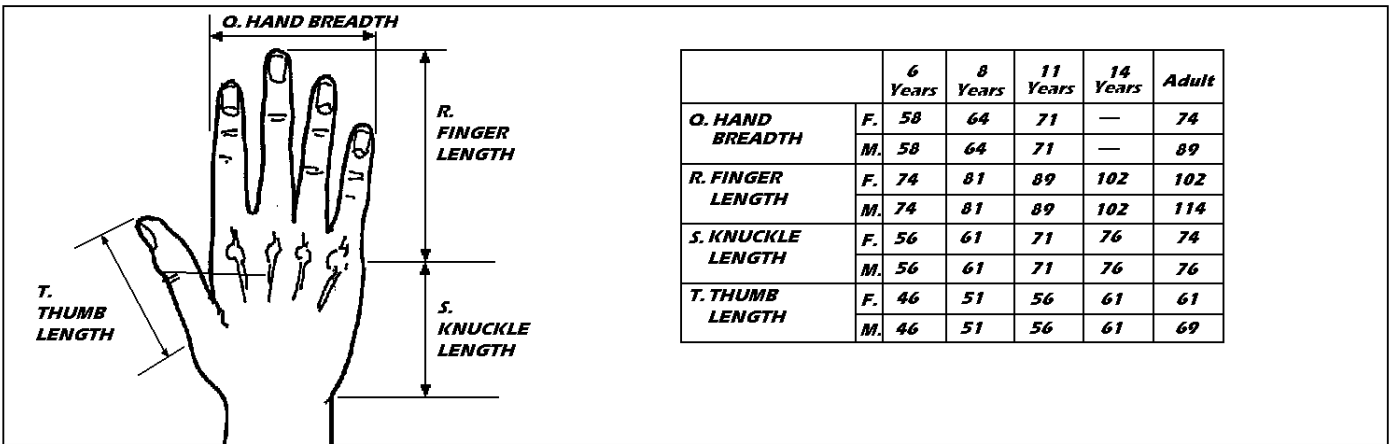 Q. HAND BREADTH
R.
FINGER
LENGTH
S.
KNUCKLE
LENGTH
T.
THUMB
LENGTH
6 Years 8 Years 11 Years 14 Years Adult
Q. HAND BREADTH F. 58 64 71 — 74
M. 58 64 71 — 89
R. FINGER LENGTH F. 74 81 89 102 102
M. 74 81 89 102 114
S. KNUCKLE LENGTH F. 56 61 71 76 74
M. 56 61 71 76 76
T. THUMB LENGTH F. 46 51 56 61 61
M. 46 51 56 61 69